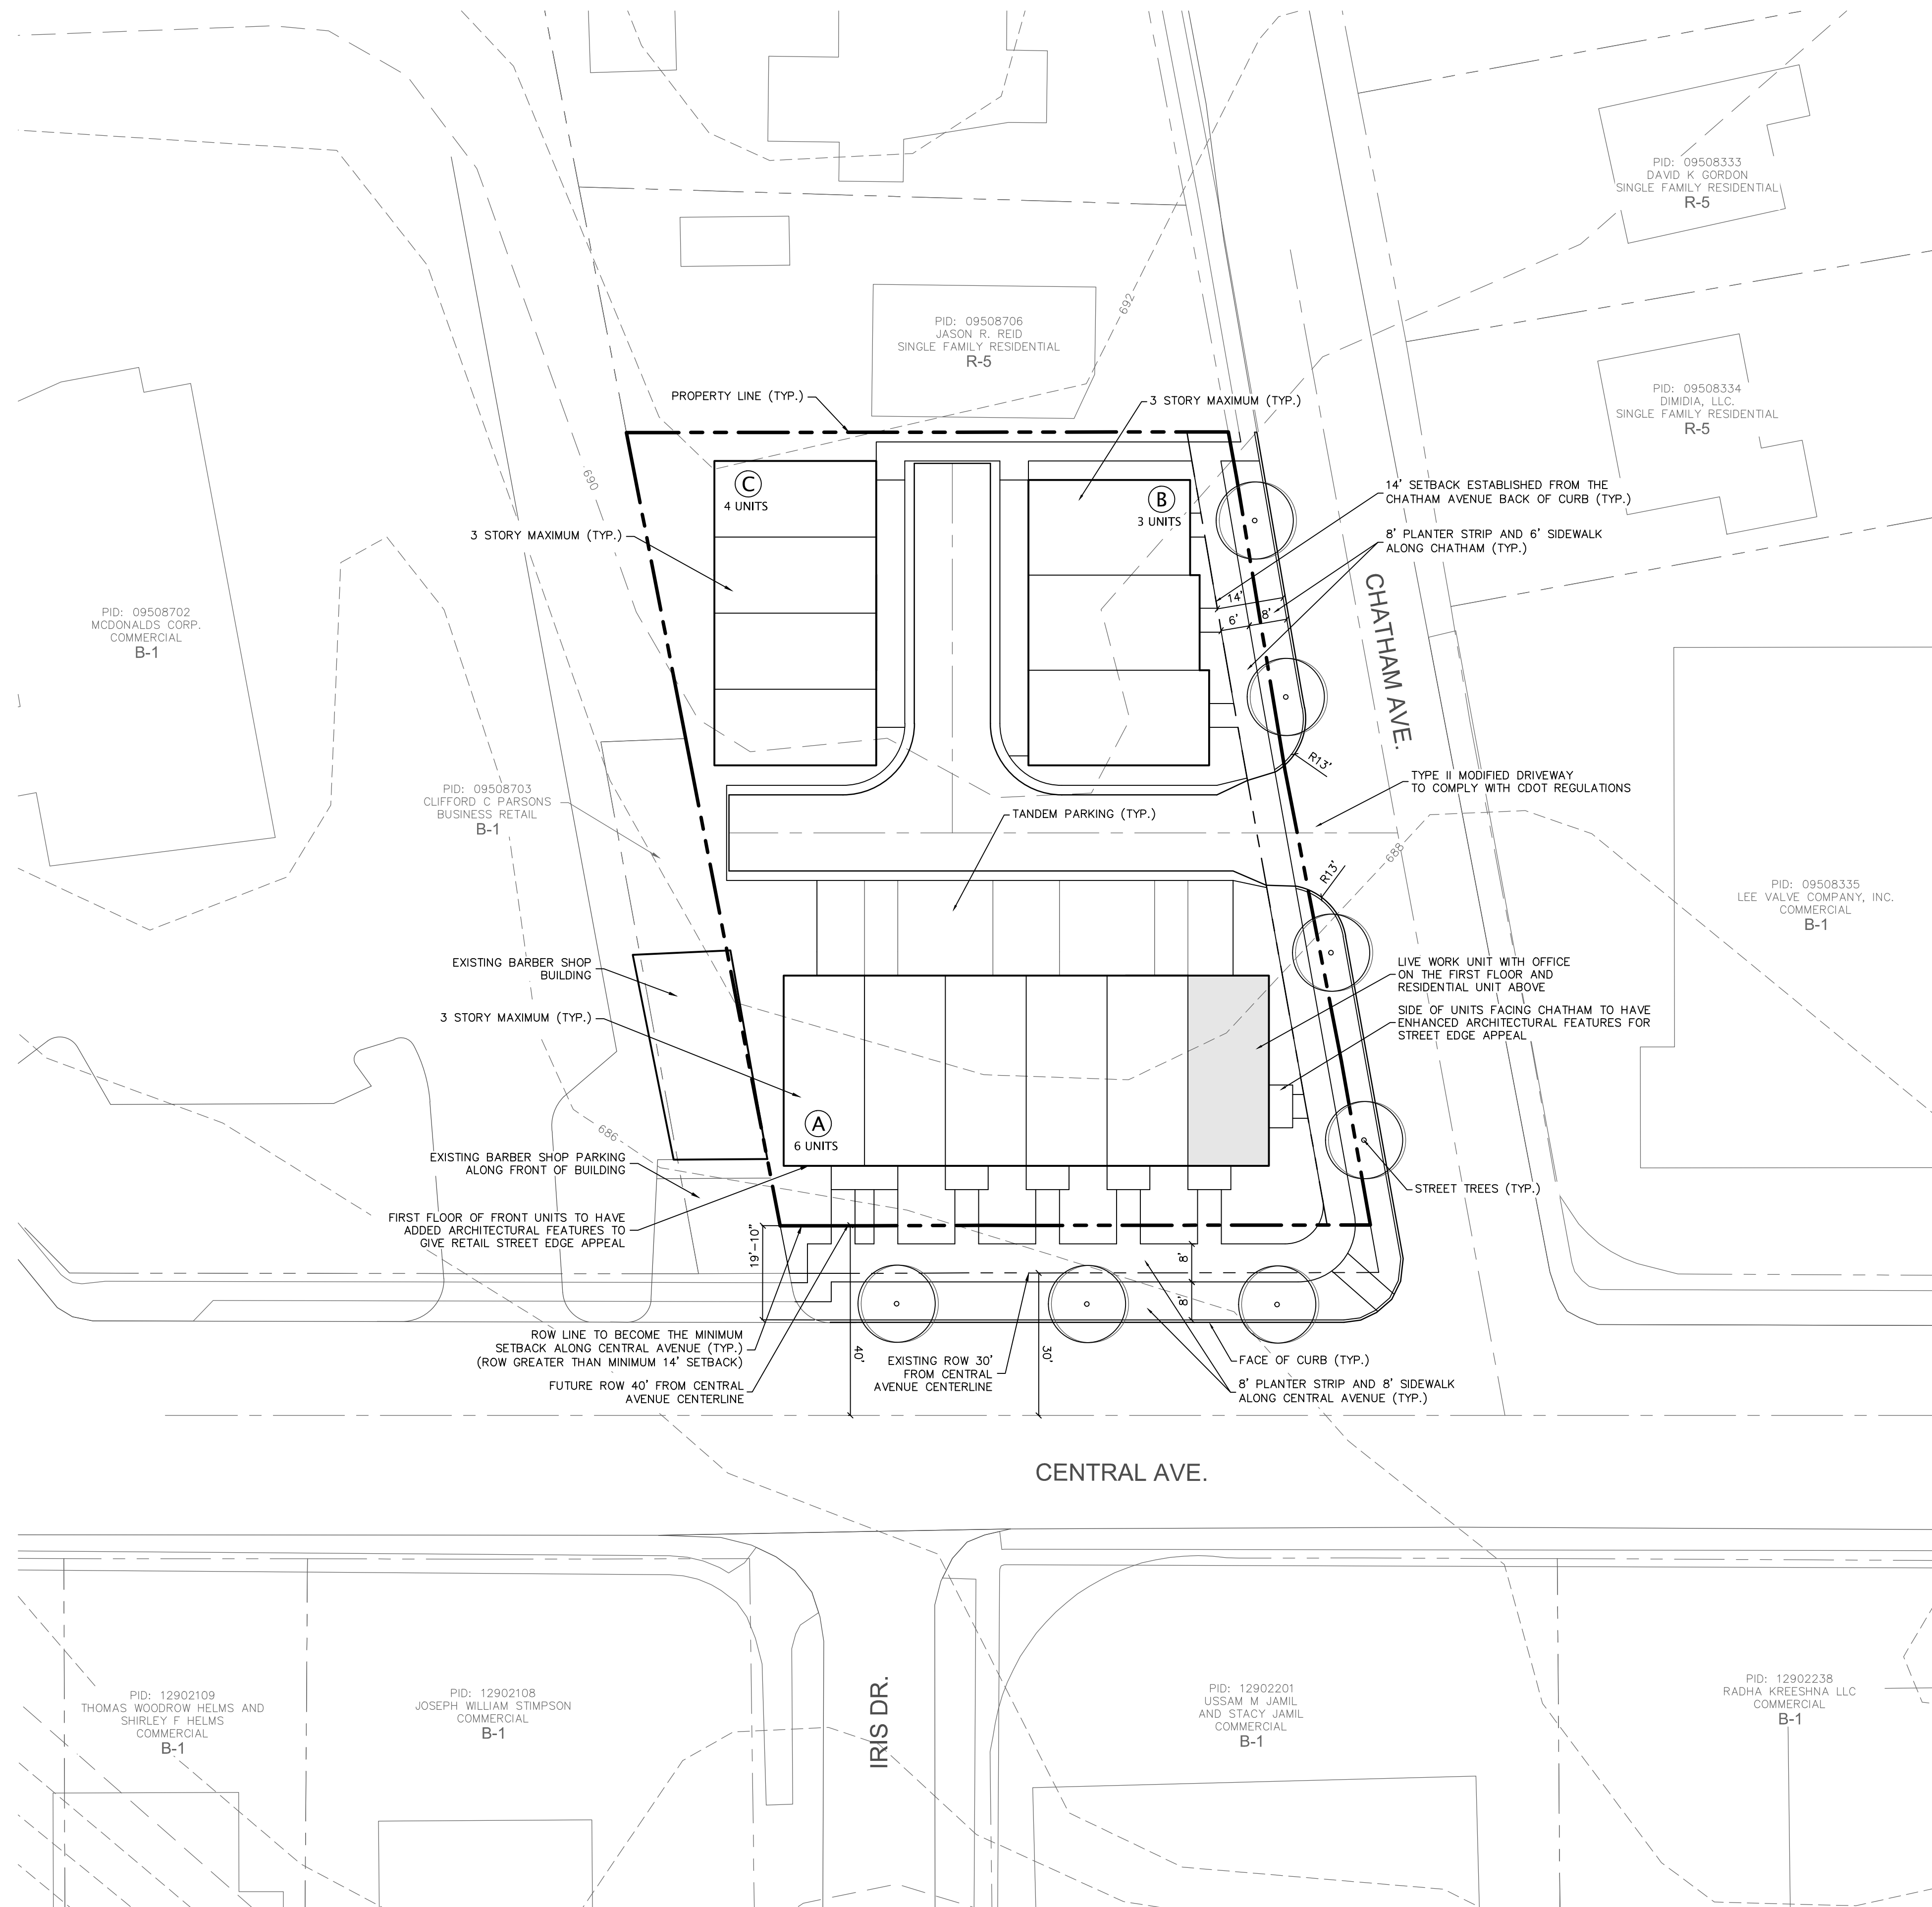 PID: 09508333
DAVID K GORDON
SINGLE FAMILY RESIDENTIAL
R-5
692
PID: 09508706
JASON R. REID
SINGLE FAMILY RESIDENTIAL
R-5
PID: 09508334
DIMIDIA, LLC.
SINGLE FAMILY RESIDENTIAL
R-5
PROPERTY LINE (TYP.)
3 STORY MAXIMUM (TYP.)
690
C
4 UNITS
B
3 UNITS
14' SETBACK ESTABLISHED FROM THE
CHATHAM AVENUE BACK OF CURB (TYP.)
3 STORY MAXIMUM (TYP.)
8' PLANTER STRIP AND 6' SIDEWALK
ALONG CHATHAM (TYP.)
14'
6'
8'
CHATHAM AVE.
PID: 09508702
MCDONALDS CORP.
COMMERCIAL
B-1
R13'
TYPE II MODIFIED DRIVEWAY
TO COMPLY WITH CDOT REGULATIONS
PID: 09508703
CLIFFORD C PARSONS
BUSINESS RETAIL
B-1
TANDEM PARKING (TYP.)
688
R13'
PID: 09508335
LEE VALVE COMPANY, INC.
COMMERCIAL
B-1
EXISTING BARBER SHOP
BUILDING
LIVE WORK UNIT WITH OFFICE
ON THE FIRST FLOOR AND
RESIDENTIAL UNIT ABOVE
3 STORY MAXIMUM (TYP.)
SIDE OF UNITS FACING CHATHAM TO HAVE
ENHANCED ARCHITECTURAL FEATURES FOR
STREET EDGE APPEAL
A
6 UNITS
686
EXISTING BARBER SHOP PARKING
ALONG FRONT OF BUILDING
STREET TREES (TYP.)
FIRST FLOOR OF FRONT UNITS TO HAVE
ADDED ARCHITECTURAL FEATURES TO
GIVE RETAIL STREET EDGE APPEAL
19'-10"
8'
8'
ROW LINE TO BECOME THE MINIMUM
SETBACK ALONG CENTRAL AVENUE (TYP.)
(ROW GREATER THAN MINIMUM 14' SETBACK)
40'
30'
EXISTING ROW 30'
FROM CENTRAL
AVENUE CENTERLINE
FACE OF CURB (TYP.)
FUTURE ROW 40' FROM CENTRAL
AVENUE CENTERLINE
8' PLANTER STRIP AND 8' SIDEWALK
ALONG CENTRAL AVENUE (TYP.)
CENTRAL AVE.
IRIS DR.
PID: 12902109
THOMAS WOODROW HELMS AND
SHIRLEY F HELMS
COMMERCIAL
B-1
PID: 12902108
JOSEPH WILLIAM STIMPSON
COMMERCIAL
B-1
PID: 12902201
USSAM M JAMIL
AND STACY JAMIL
COMMERCIAL
B-1
PID: 12902238
RADHA KREESHNA LLC
COMMERCIAL
B-1